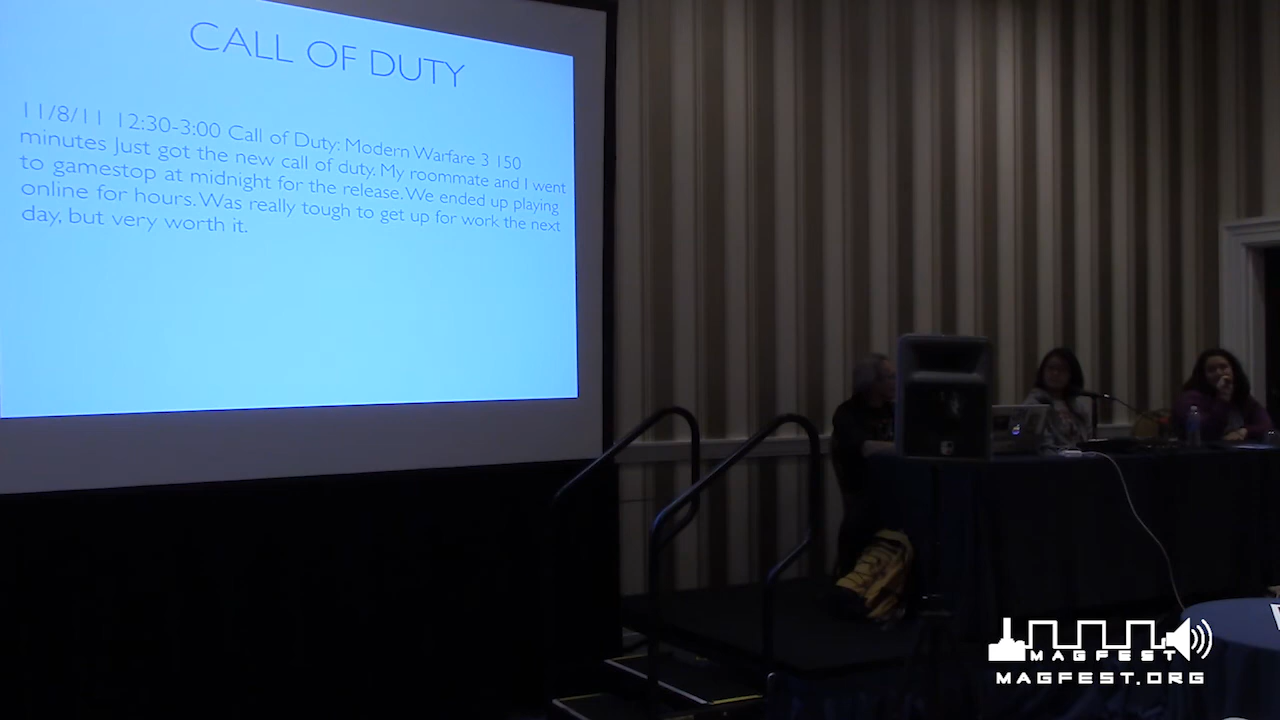 CALL OF DUTY
11/8/11 12:30-3:00 Call of Duty: Modern Warfare 3 150
minutes Just got the new call of duty. My roommate and I went
to gamestop at midnight for the release. We ended up playing
online for hours. Was really tough to get up for work the next
day, but very worth it.
MAGFEST
MAGFEST.ORG